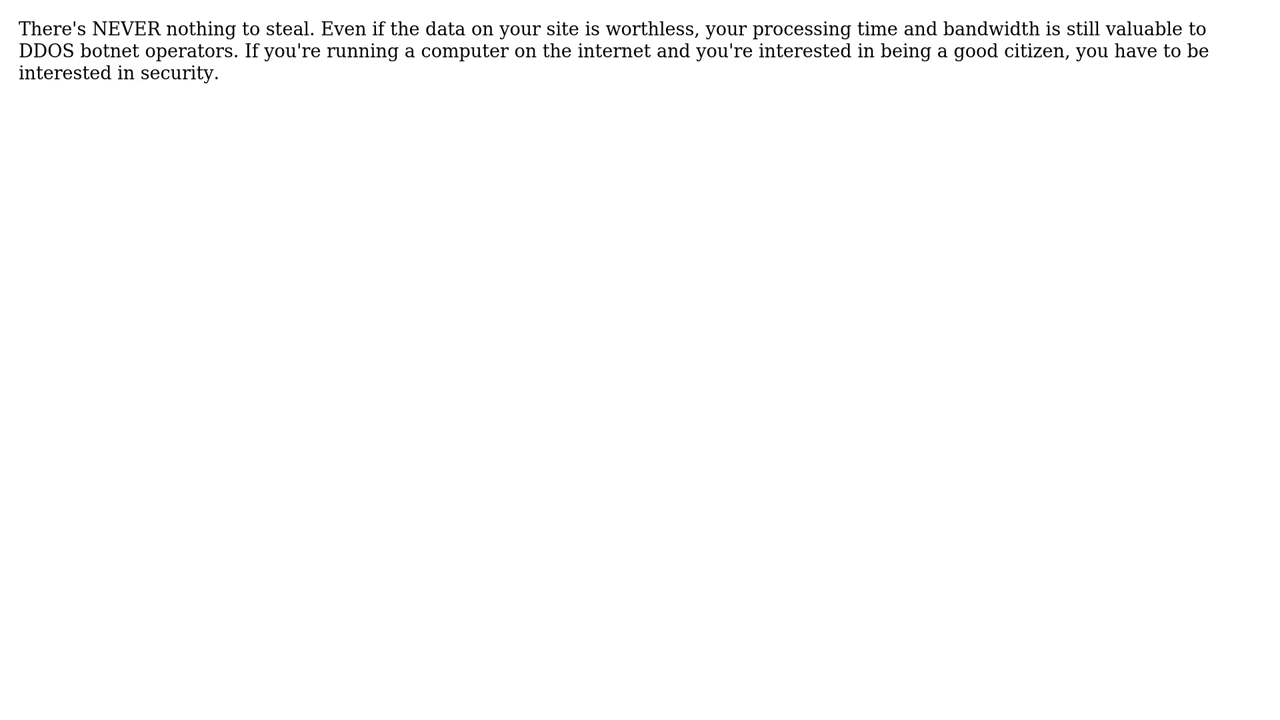 There's NEVER nothing to steal. Even if the data on your site is worthless, your processing time and bandwidth is still valuable to
DDOS botnet operators. If you're running a computer on the internet and you're interested in being a good citizen, you have to be
interested in security.